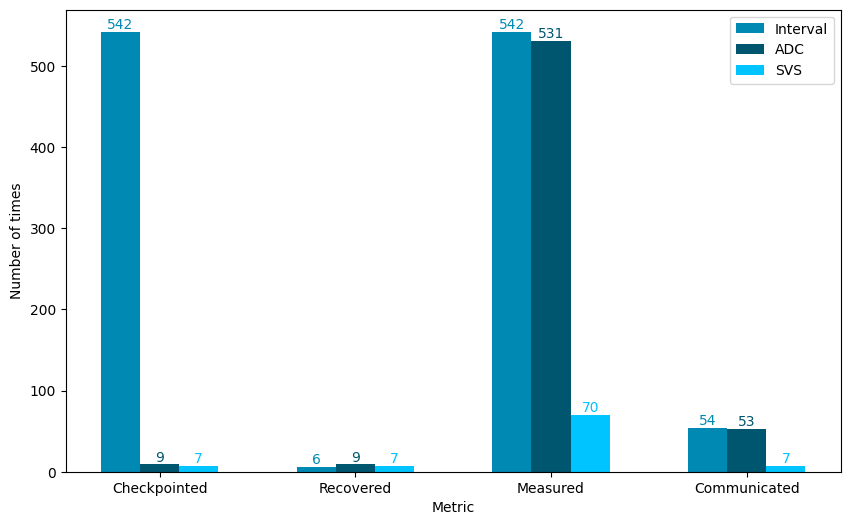 542
542
531
Interval
ADC
SVS
500
400
Number of times
300
200
100
70
54
53
9
7
6
9
7
7
0
Checkpointed
Recovered
Measured
Communicated
Metric